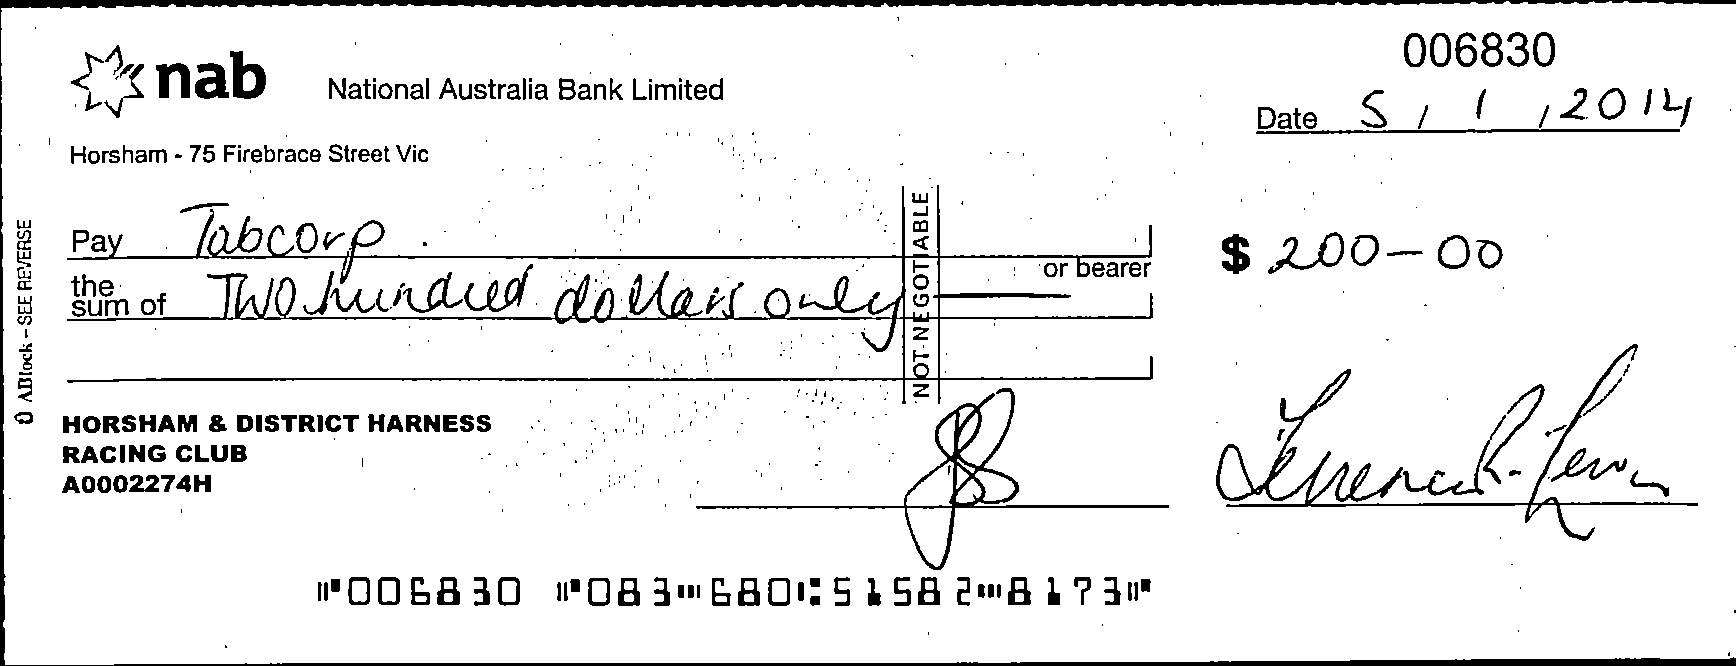 006830
nab National Australia Bank Limited
Date 5 / 1 / 2014
Horsham - 75 Firebrace Street Vic
Pay Tabcorp
or bearer
the sum of Two hundred dollars only
$ 200-00
NOT NEGOTIABLE
ABlock - SEE REVERSE
HORSHAM & DISTRICT HARNESS
RACING CLUB
A0002274H
⑈006830 ⑈083⑉680⑆51582⑉8173⑈